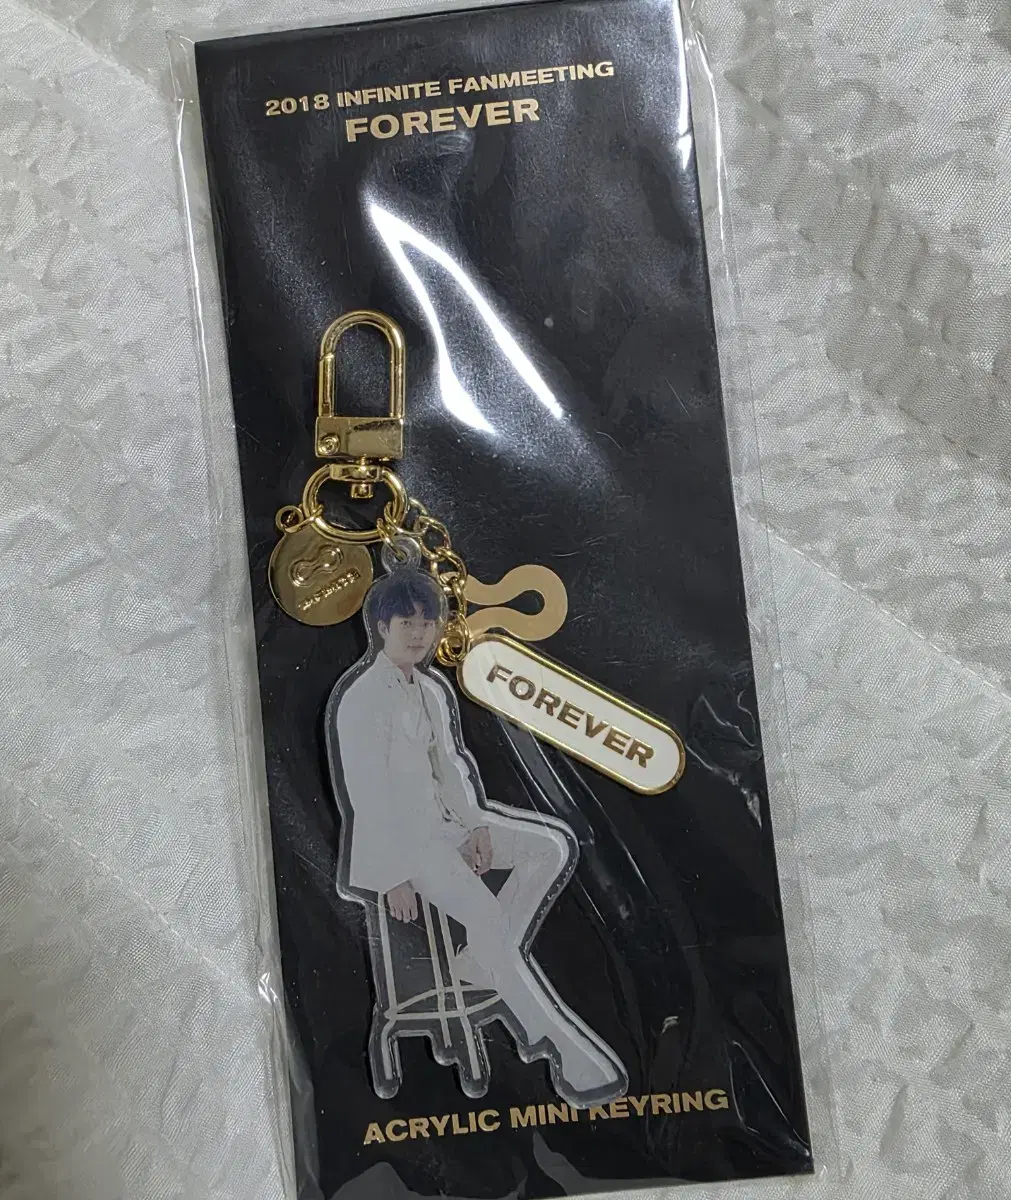 2018 INFINITE FANMEETING
FOREVER
FOREVER
ACRYLIC MINI KEYRING